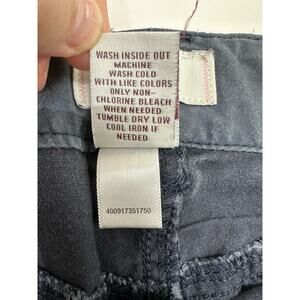 WASH INSIDE OUT
MACHINE
WASH COLD
WITH LIKE COLORS
ONLY NON-
CHLORINE BLEACH
WHEN NEEDED
TUMBLE DRY LOW
COOL IRON IF
NEEDED
400917351750